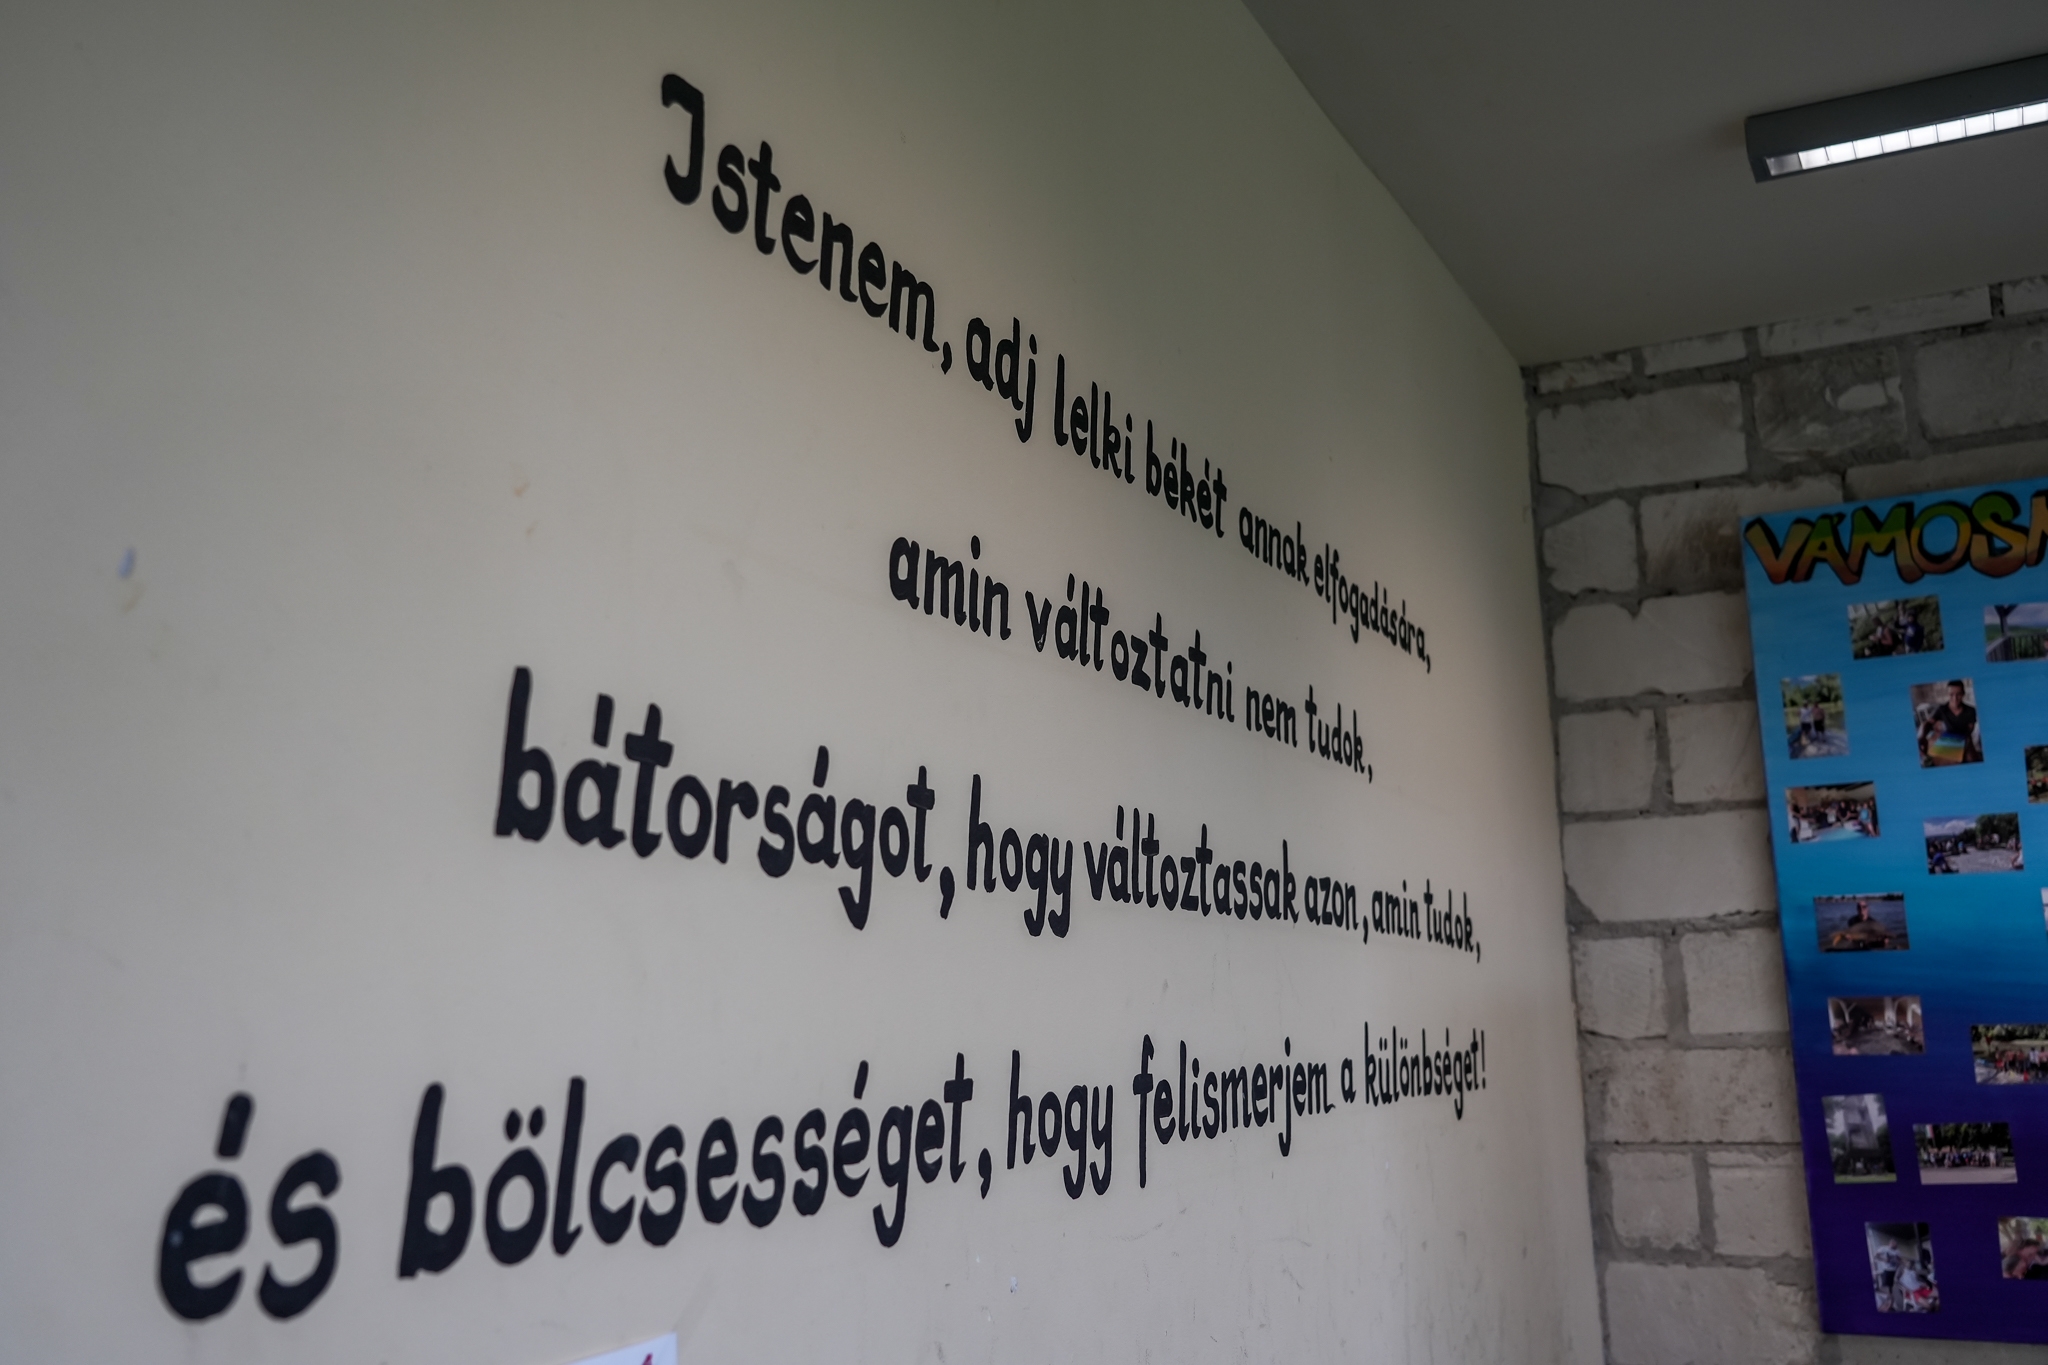 Istenem, adj lelki békét annak elfogadására,
amin változtatni nem tudok,
bátorságot, hogy változtassak azon, amin tudok,
és bölcsességet, hogy felismerjem a különbséget!